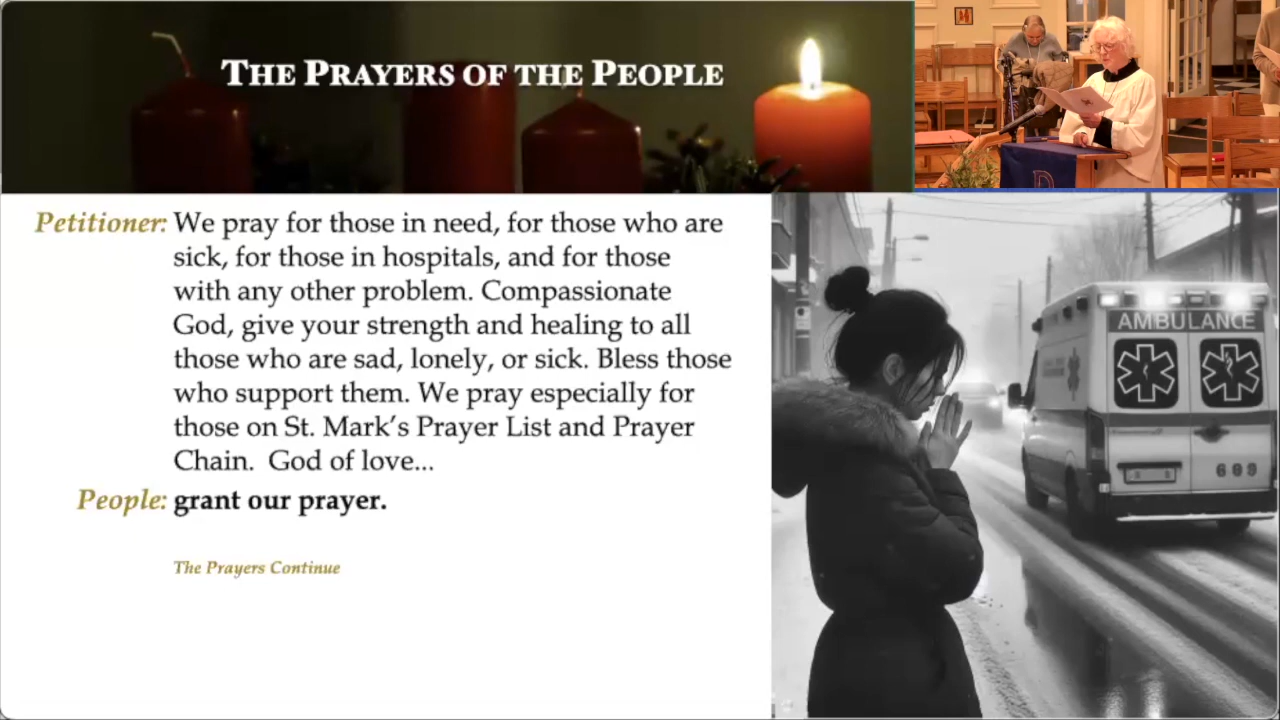 THE PRAYERS OF THE PEOPLE
Petitioner: We pray for those in need, for those who are
sick, for those in hospitals, and for those
with any other problem. Compassionate
God, give your strength and healing to all
those who are sad, lonely, or sick. Bless those
who support them. We pray especially for
those on St. Mark's Prayer List and Prayer
Chain. God of love...
People: grant our prayer.
The Prayers Continue
AMBULANCE